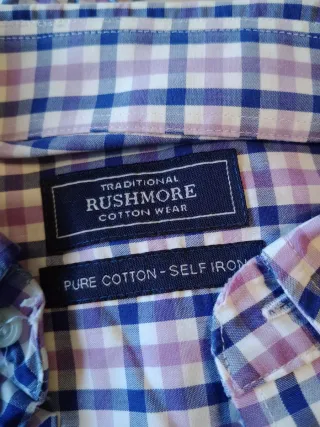 TRADITIONAL
RUSHMORE
COTTON WEAR
PURE COTTON - SELF IRON